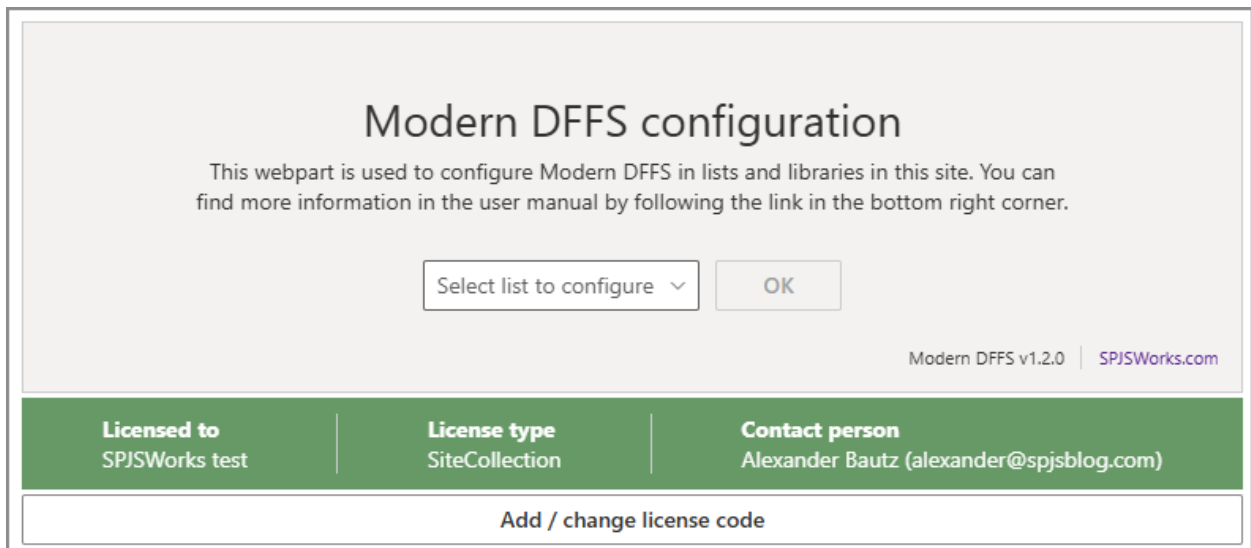 Modern DFFS configuration
This webpart is used to configure Modern DFFS in lists and libraries in this site. You can
find more information in the user manual by following the link in the bottom right corner.
Select list to configure OK
Modern DFFS v1.2.0 SPJSWorks.com
Licensed to License type Contact person
SPJSWorks test SiteCollection Alexander Bautz (alexander@spjsblog.com)
Add / change license code